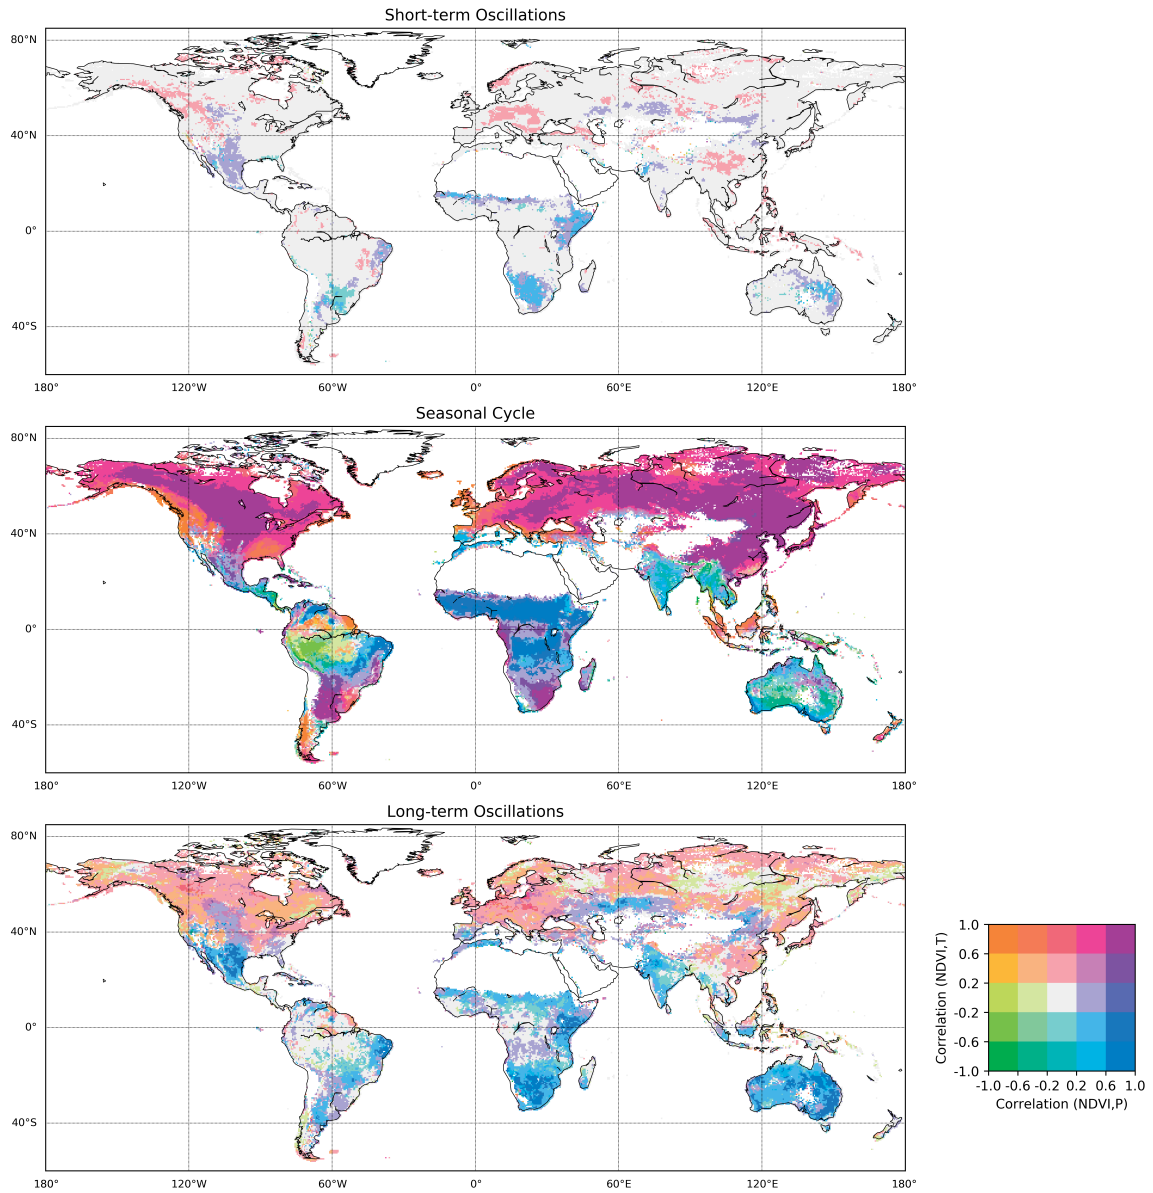 Short-term Oscillations
80°N
40°N
0°
40°S
180° 120°W 60°W 0° 60°E 120°E 180°
Seasonal Cycle
80°N
40°N
0°
40°S
180° 120°W 60°W 0° 60°E 120°E 180°
Long-term Oscillations
80°N
40°N
0°
40°S
180° 120°W 60°W 0° 60°E 120°E 180°
Correlation (NDVI,T)
1.0
0.6
0.2
-0.2
-0.6
-1.0
-1.0 -0.6 -0.2 0.2 0.6 1.0
Correlation (NDVI,P)